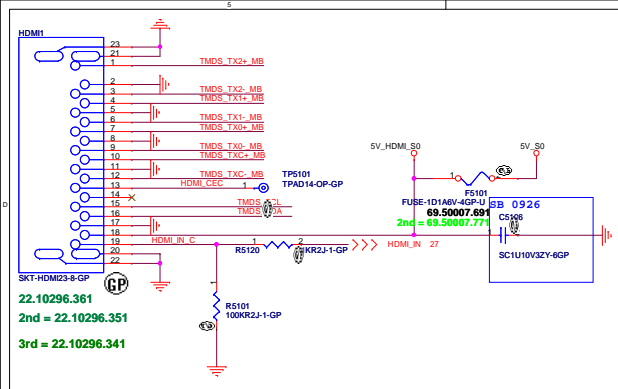 5
HDMI1
23
21
1
TMDS_TX2+_MB
2
TMDS_TX2-_MB
3
TMDS_TX1+_MB
4
5
TMDS_TX1-_MB
6
TMDS_TX0+_MB
7
8
TMDS_TX0-_MB
9
TMDS_TXC+_MB
10
11
TMDS_TXC-_MB
12
HDMI_CEC
13
1
TP5101
TPAD14-OP-GP
14
15
TMDS
16
TMDS
17
18
19
HDMI_IN_C
20
22
SKT-HDMI23-8-GP
GP
22.10296.361
2nd = 22.10296.351
3rd = 22.10296.341
R5120
1
2
1KR2J-1-GP
HDMI_IN 27
R5101
100KR2J-1-GP
5V_HDMI_S0
5V_S0
1
F5101
FUSE-1D1A6V-4GP-U
69.50007.691
2nd = 69.50007.771
SB 0926
C5106
SC1U10V3ZY-6GP
D